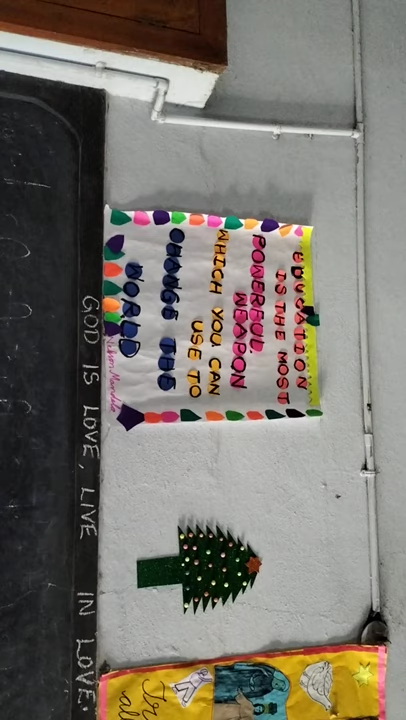 EDUCATION
IS THE MOST
POWERFUL
WEAPON
WHICH YOU CAN
USE TO
CHANGE THE
WORLD
Nelson Mandela
GOD IS LOVE, LIVE IN LOVE.